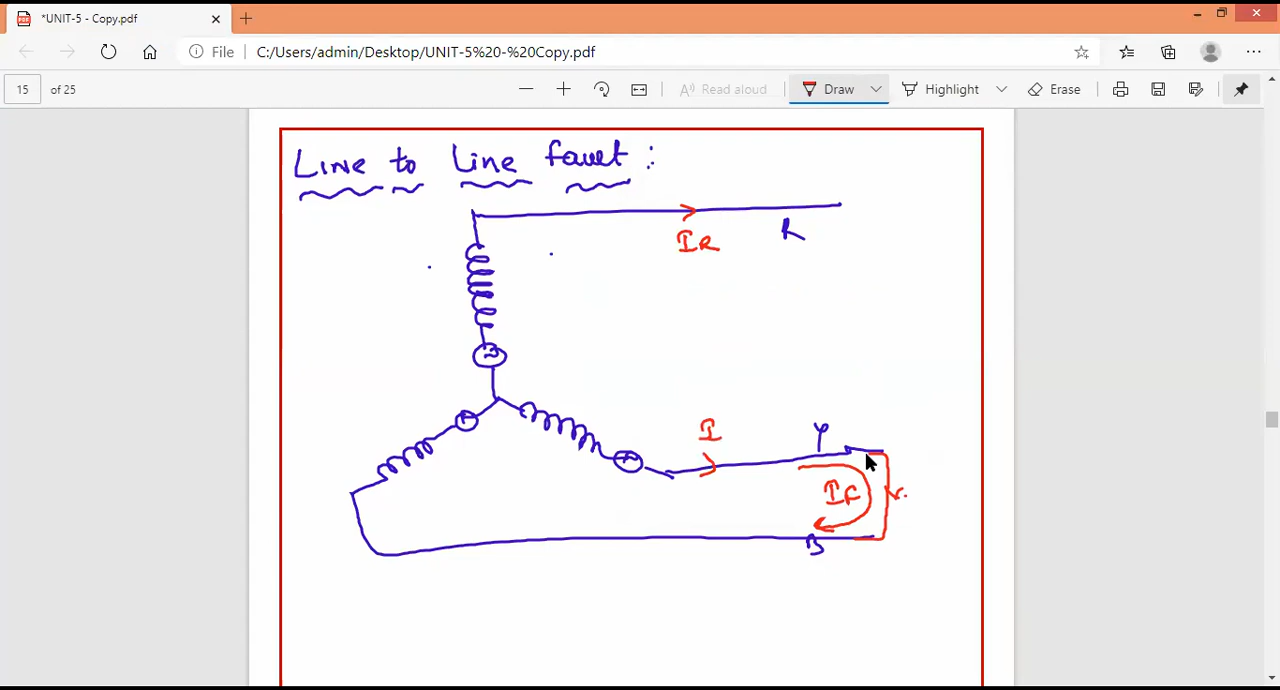 *UNIT-5 - Copy.pdf
File C:/Users/admin/Desktop/UNIT-5%20-%20Copy.pdf
15 of 25 Read aloud Draw Highlight Erase
Line to Line fault :
IR
R
I
Y
If
B